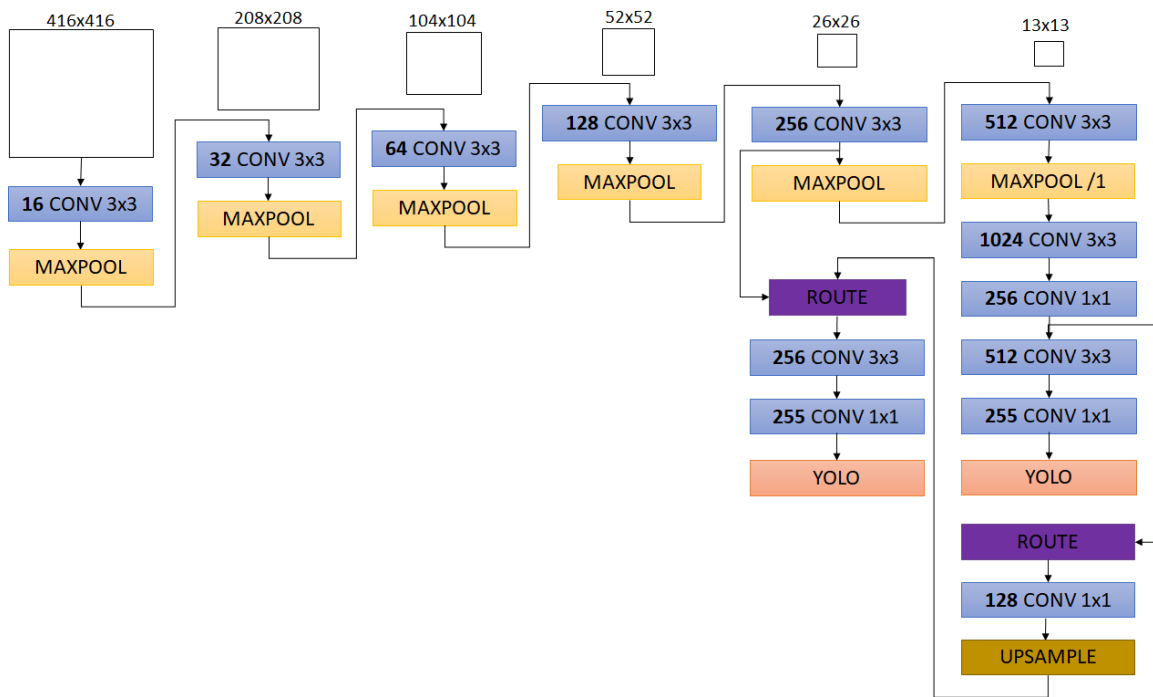 416x416
16 CONV 3x3
MAXPOOL
208x208
32 CONV 3x3
MAXPOOL
104x104
64 CONV 3x3
MAXPOOL
52x52
128 CONV 3x3
MAXPOOL
26x26
256 CONV 3x3
MAXPOOL
ROUTE
256 CONV 3x3
255 CONV 1x1
YOLO
13x13
512 CONV 3x3
MAXPOOL /1
1024 CONV 3x3
256 CONV 1x1
512 CONV 3x3
255 CONV 1x1
YOLO
ROUTE
128 CONV 1x1
UPSAMPLE